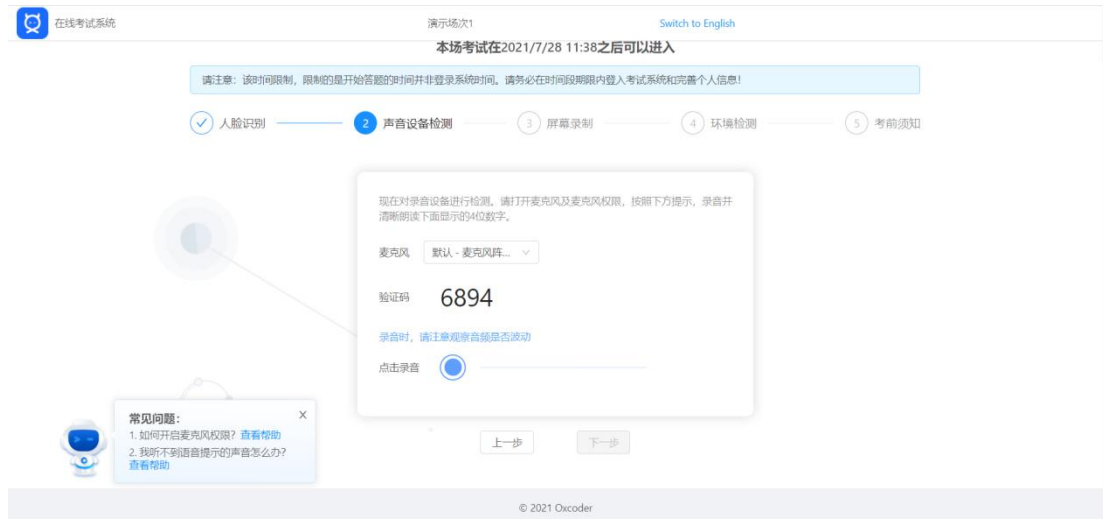 在线考试系统
演示场次1
Switch to English
本场考试在2021/7/28 11:38之后可以进入
请注意：该时间限制，限制的是开始答题的时间并非登录系统时间。请务必在时间段期限内登入考试系统和完善个人信息！
人脸识别
2 声音设备检测
3 屏幕录制
4 环境检测
5 考前须知
现在对录音设备进行检测。请打开麦克风及麦克风权限，按照下方提示，录音并
清晰朗读下面显示的4位数字。
麦克风 默认 - 麦克风阵...
验证码 6894
录音时，请注意观察音频是否波动
点击录音
常见问题： X
1. 如何开启麦克风权限？查看帮助
2. 我听不到语音提示的声音怎么办？
查看帮助
上一步
下一步
© 2021 Oxcoder